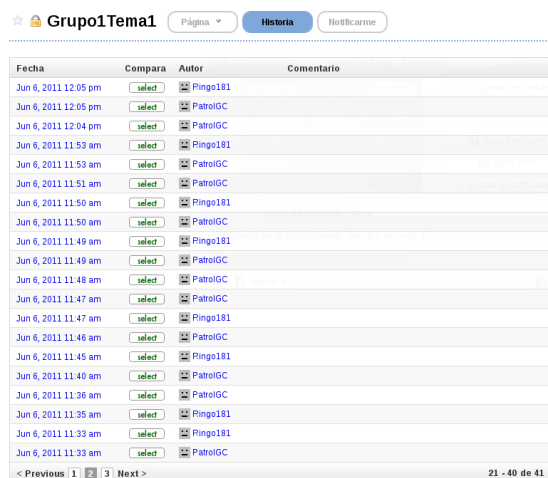 Grupo1Tema1 Página Historia Notificarme
Fecha Compara Autor Comentario
Jun 6, 2011 12:05 pm select Ringo181
Jun 6, 2011 12:05 pm select PatrolGC
Jun 6, 2011 12:04 pm select PatrolGC
Jun 6, 2011 11:53 am select Ringo181
Jun 6, 2011 11:53 am select PatrolGC
Jun 6, 2011 11:51 am select PatrolGC
Jun 6, 2011 11:50 am select Ringo181
Jun 6, 2011 11:50 am select PatrolGC
Jun 6, 2011 11:49 am select Ringo181
Jun 6, 2011 11:49 am select PatrolGC
Jun 6, 2011 11:48 am select PatrolGC
Jun 6, 2011 11:47 am select PatrolGC
Jun 6, 2011 11:47 am select Ringo181
Jun 6, 2011 11:46 am select PatrolGC
Jun 6, 2011 11:45 am select Ringo181
Jun 6, 2011 11:40 am select PatrolGC
Jun 6, 2011 11:36 am select PatrolGC
Jun 6, 2011 11:35 am select Ringo181
Jun 6, 2011 11:33 am select Ringo181
Jun 6, 2011 11:33 am select PatrolGC
< Previous 1 2 3 Next > 21 - 40 de 41